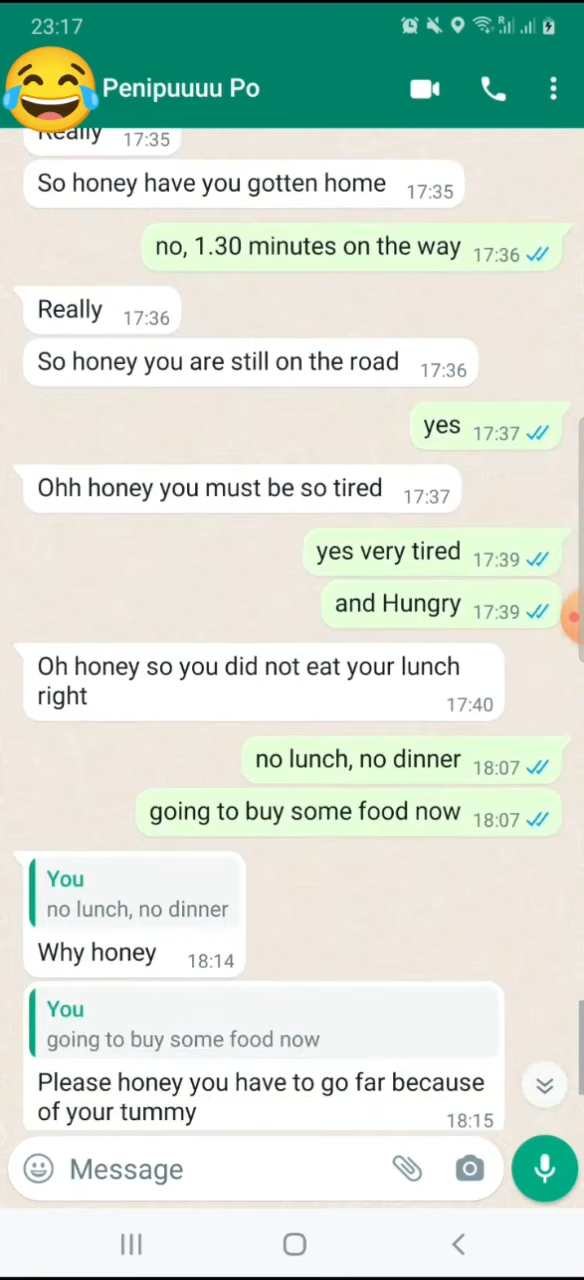 23:17
Penipuuuu Po
Really 17:35
So honey have you gotten home 17:35
no, 1.30 minutes on the way 17:36
Really 17:36
So honey you are still on the road 17:36
yes 17:37
Ohh honey you must be so tired 17:37
yes very tired 17:39
and Hungry 17:39
Oh honey so you did not eat your lunch
right 17:40
no lunch, no dinner 18:07
going to buy some food now 18:07
You
no lunch, no dinner
Why honey 18:14
You
going to buy some food now
Please honey you have to go far because
of your tummy 18:15
Message